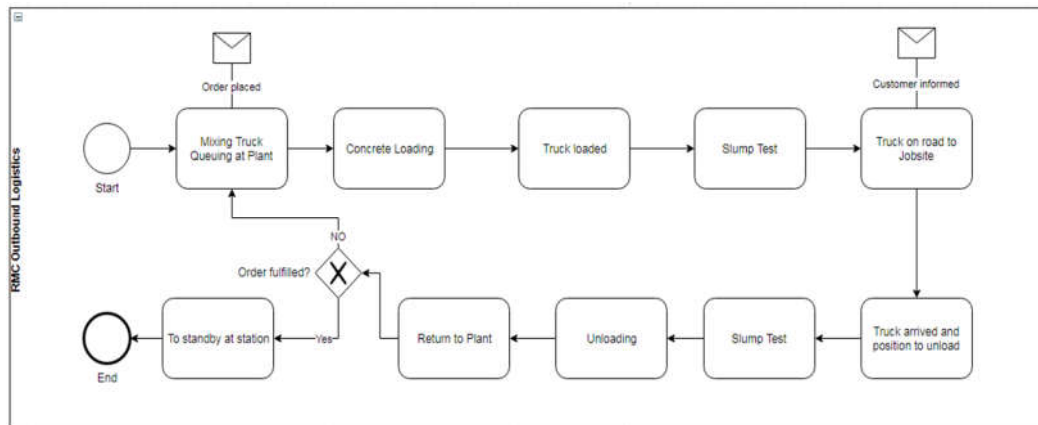 RMC Outbound Logistics
Order placed
Customer informed
Start
Mixing Truck
Queuing at Plant
Concrete Loading
Truck loaded
Slump Test
Truck on road to
Jobsite
NO
Order fulfilled?
Yes
End
To standby at station
Return to Plant
Unloading
Slump Test
Truck arrived and
position to unload